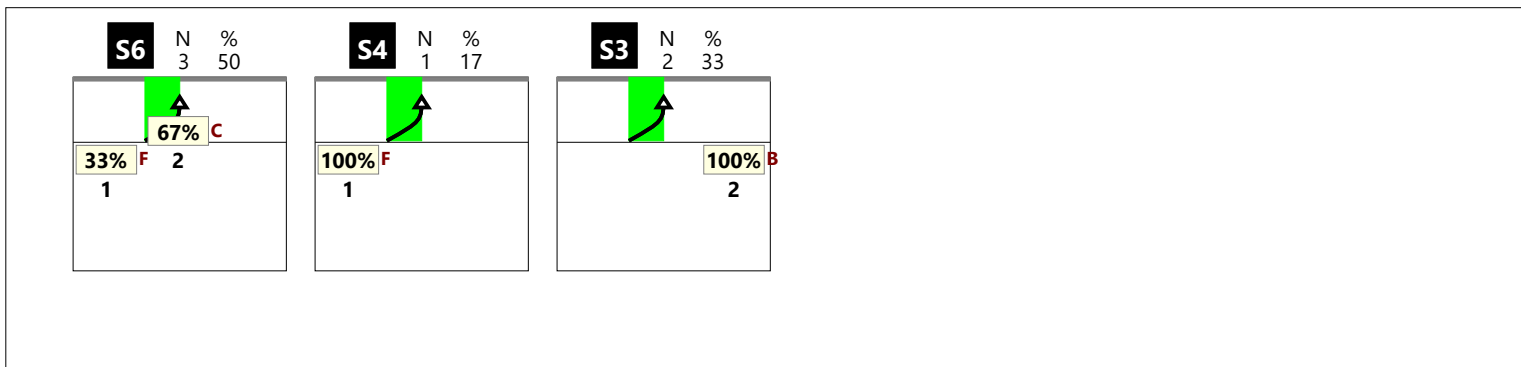 S6 N % S4 N % S3 N %
3 50 1 17 2 33
67% C
33% F 2 100% F 100% B
1 1 2